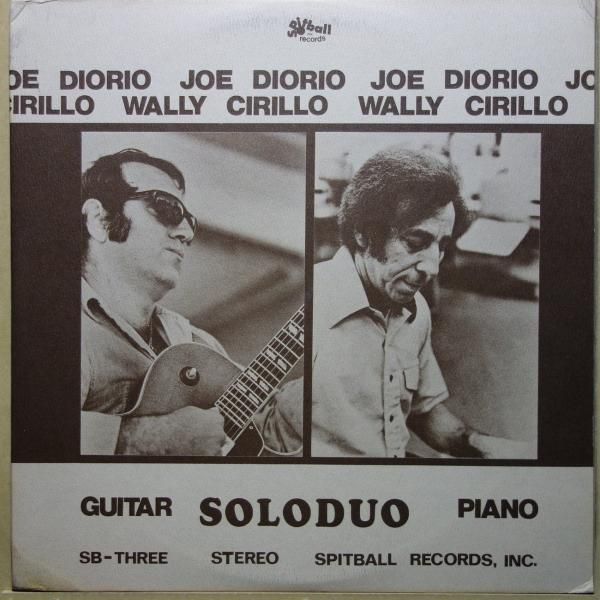 Spitball
records
OE DIORIO JOE DIORIO JOE DIORIO JO
CIRILLO WALLY CIRILLO WALLY CIRILLO
GUITAR SOLODUO PIANO
SB-THREE STEREO SPITBALL RECORDS, INC.